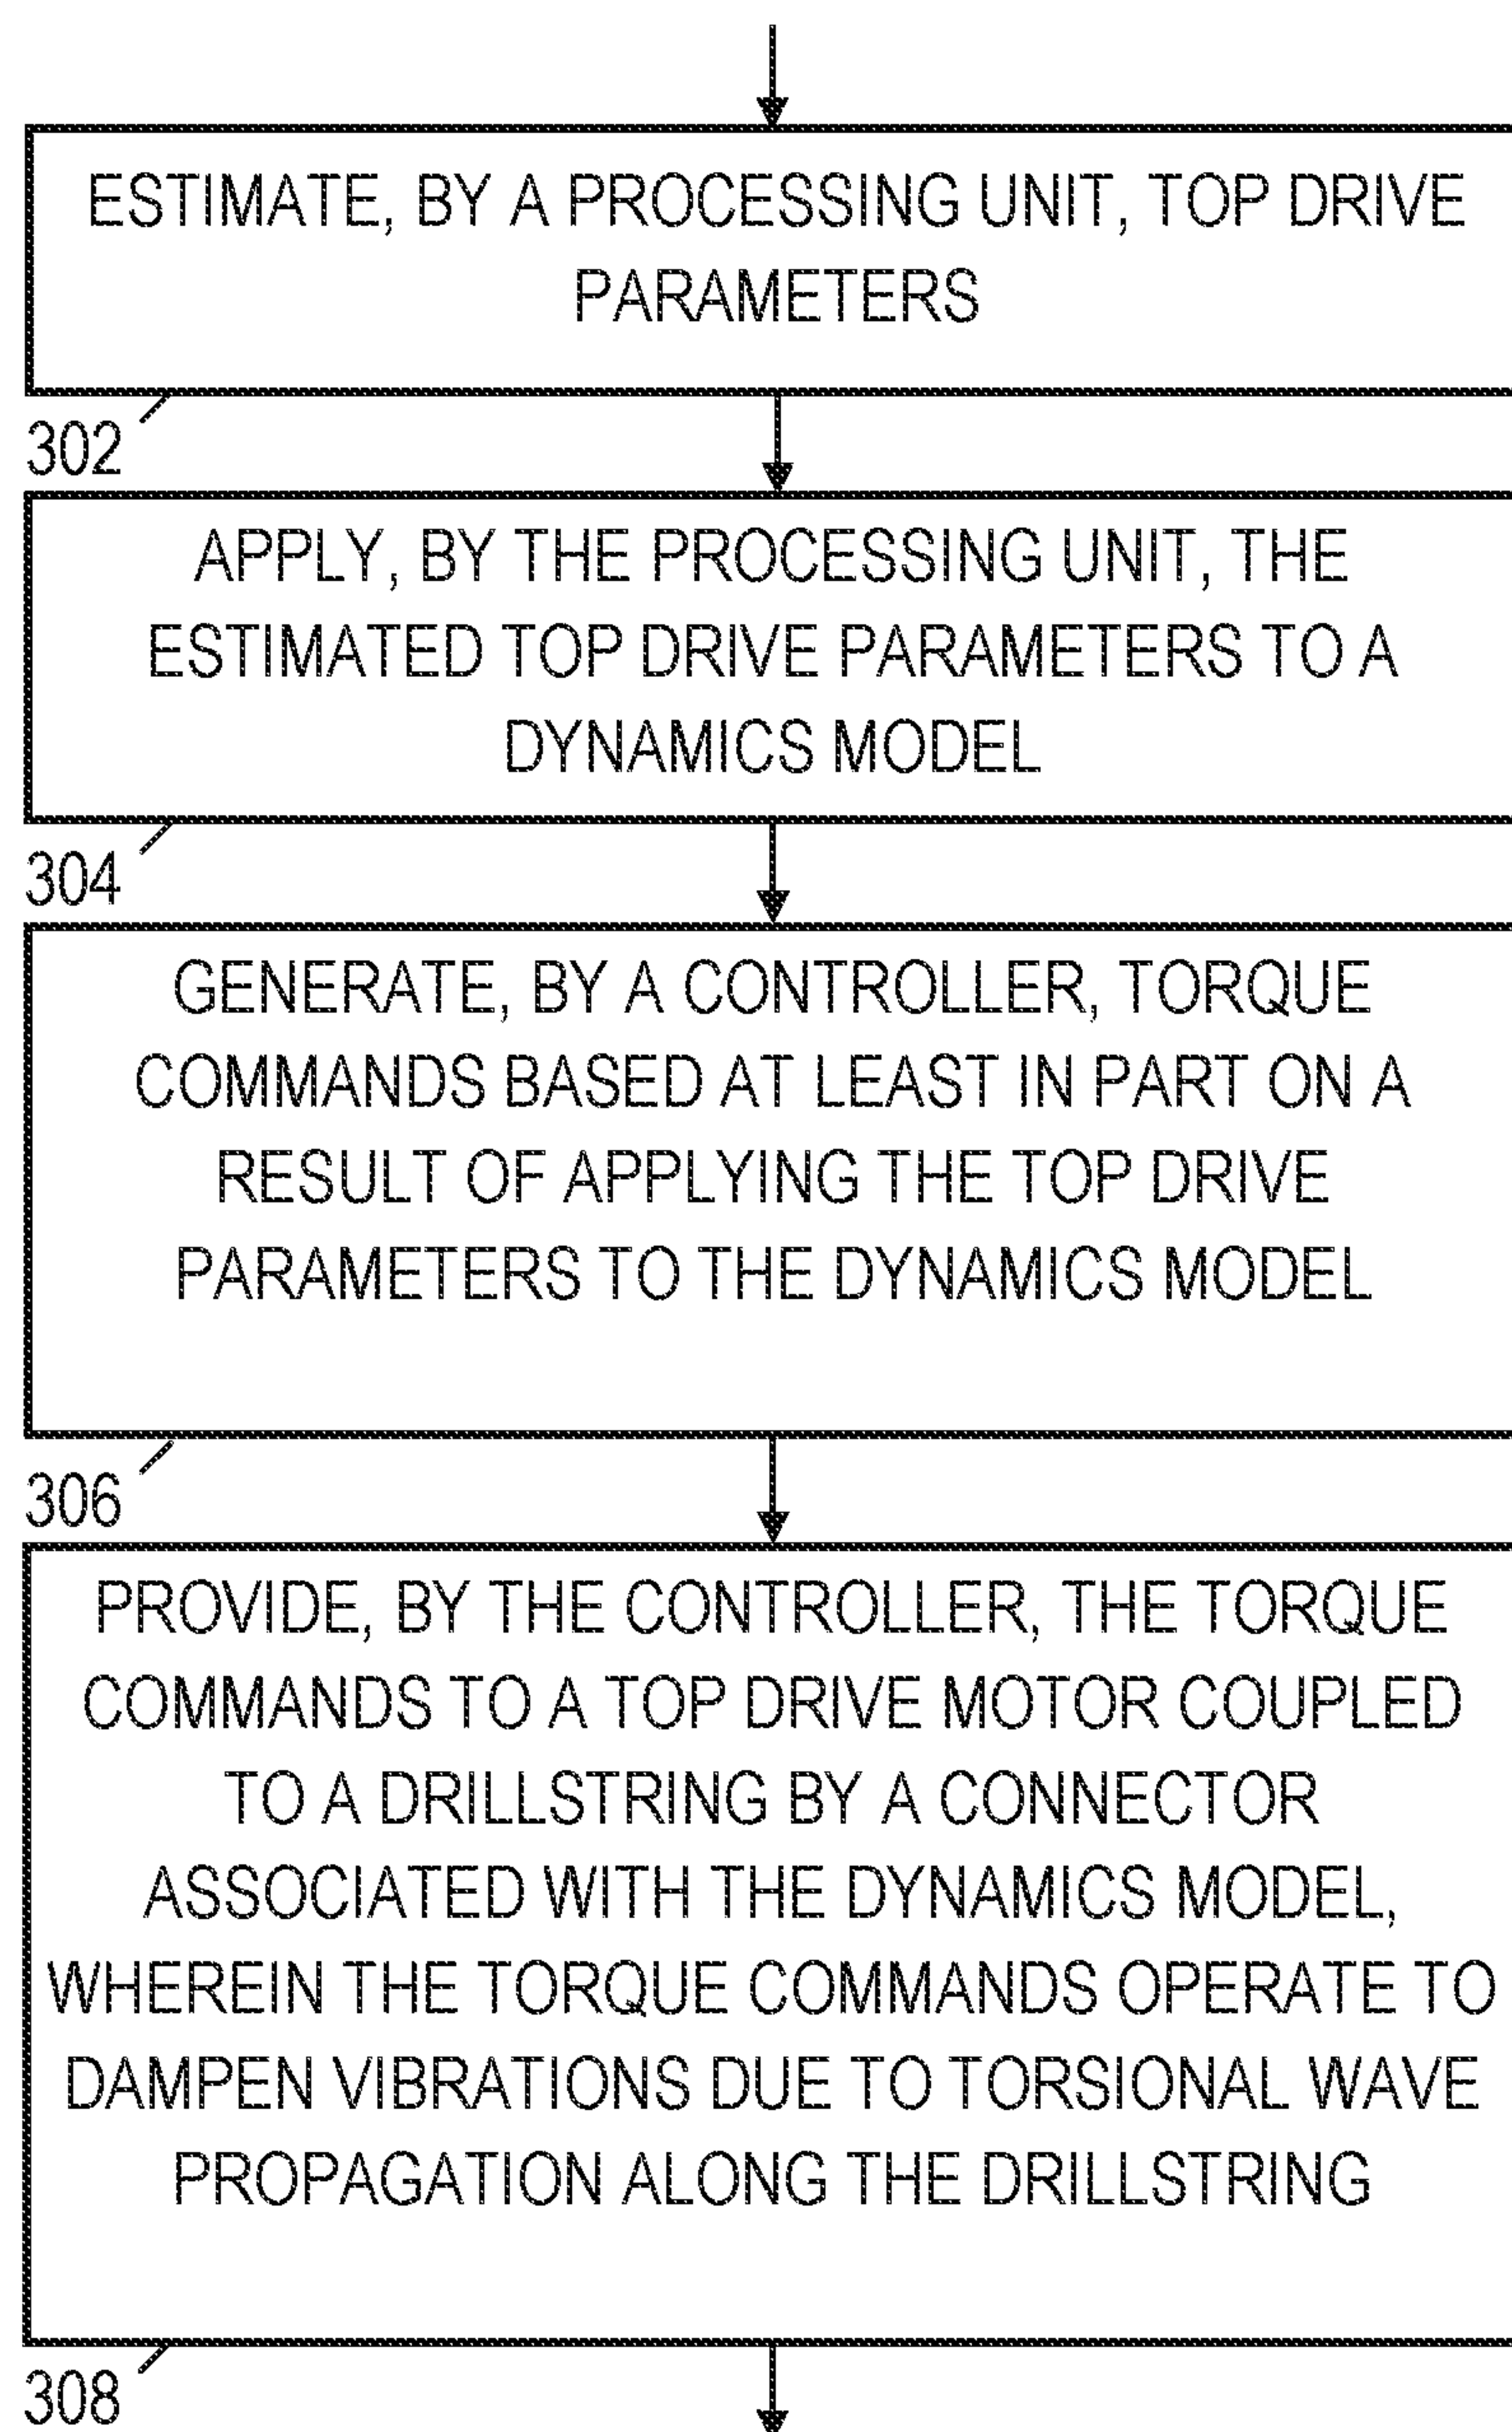 ESTIMATE, BY A PROCESSING UNIT, TOP DRIVE
PARAMETERS
302
APPLY, BY THE PROCESSING UNIT, THE
ESTIMATED TOP DRIVE PARAMETERS TO A
DYNAMICS MODEL
304
GENERATE, BY A CONTROLLER, TORQUE
COMMANDS BASED AT LEAST IN PART ON A
RESULT OF APPLYING THE TOP DRIVE
PARAMETERS TO THE DYNAMICS MODEL
306
PROVIDE, BY THE CONTROLLER, THE TORQUE
COMMANDS TO A TOP DRIVE MOTOR COUPLED
TO A DRILLSTRING BY A CONNECTOR
ASSOCIATED WITH THE DYNAMICS MODEL,
WHEREIN THE TORQUE COMMANDS OPERATE TO
DAMPEN VIBRATIONS DUE TO TORSIONAL WAVE
PROPAGATION ALONG THE DRILLSTRING
308